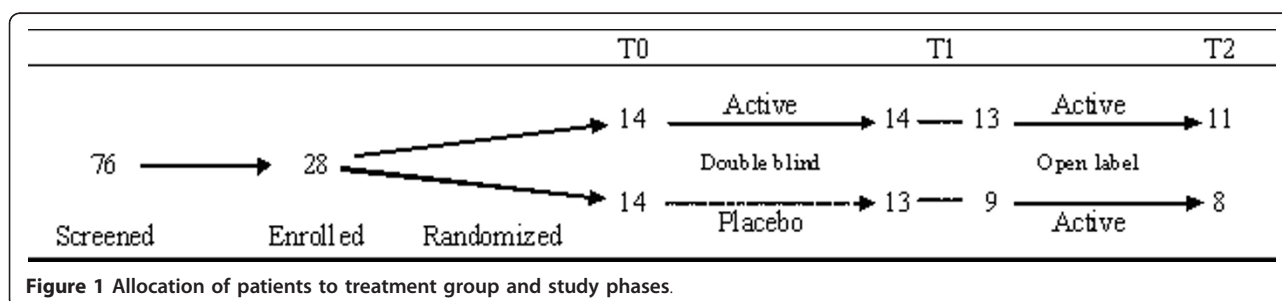 T0 T1 T2
14 Active 14 13 Active 11
76 28 Double blind Open label
14 Placebo 13 9 Active 8
Screened Enrolled Randomized
Figure 1 Allocation of patients to treatment group and study phases.